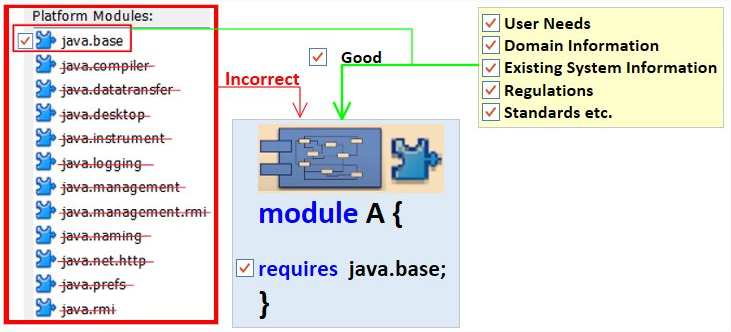 Platform Modules:
java.base
java.compiler
java.datatransfer
java.desktop
java.instrument
java.logging
java.management
java.management.rmi
java.naming
java.net.http
java.prefs
java.rmi
Incorrect
Good
User Needs
Domain Information
Existing System Information
Regulations
Standards etc.
module A {
requires java.base;
}